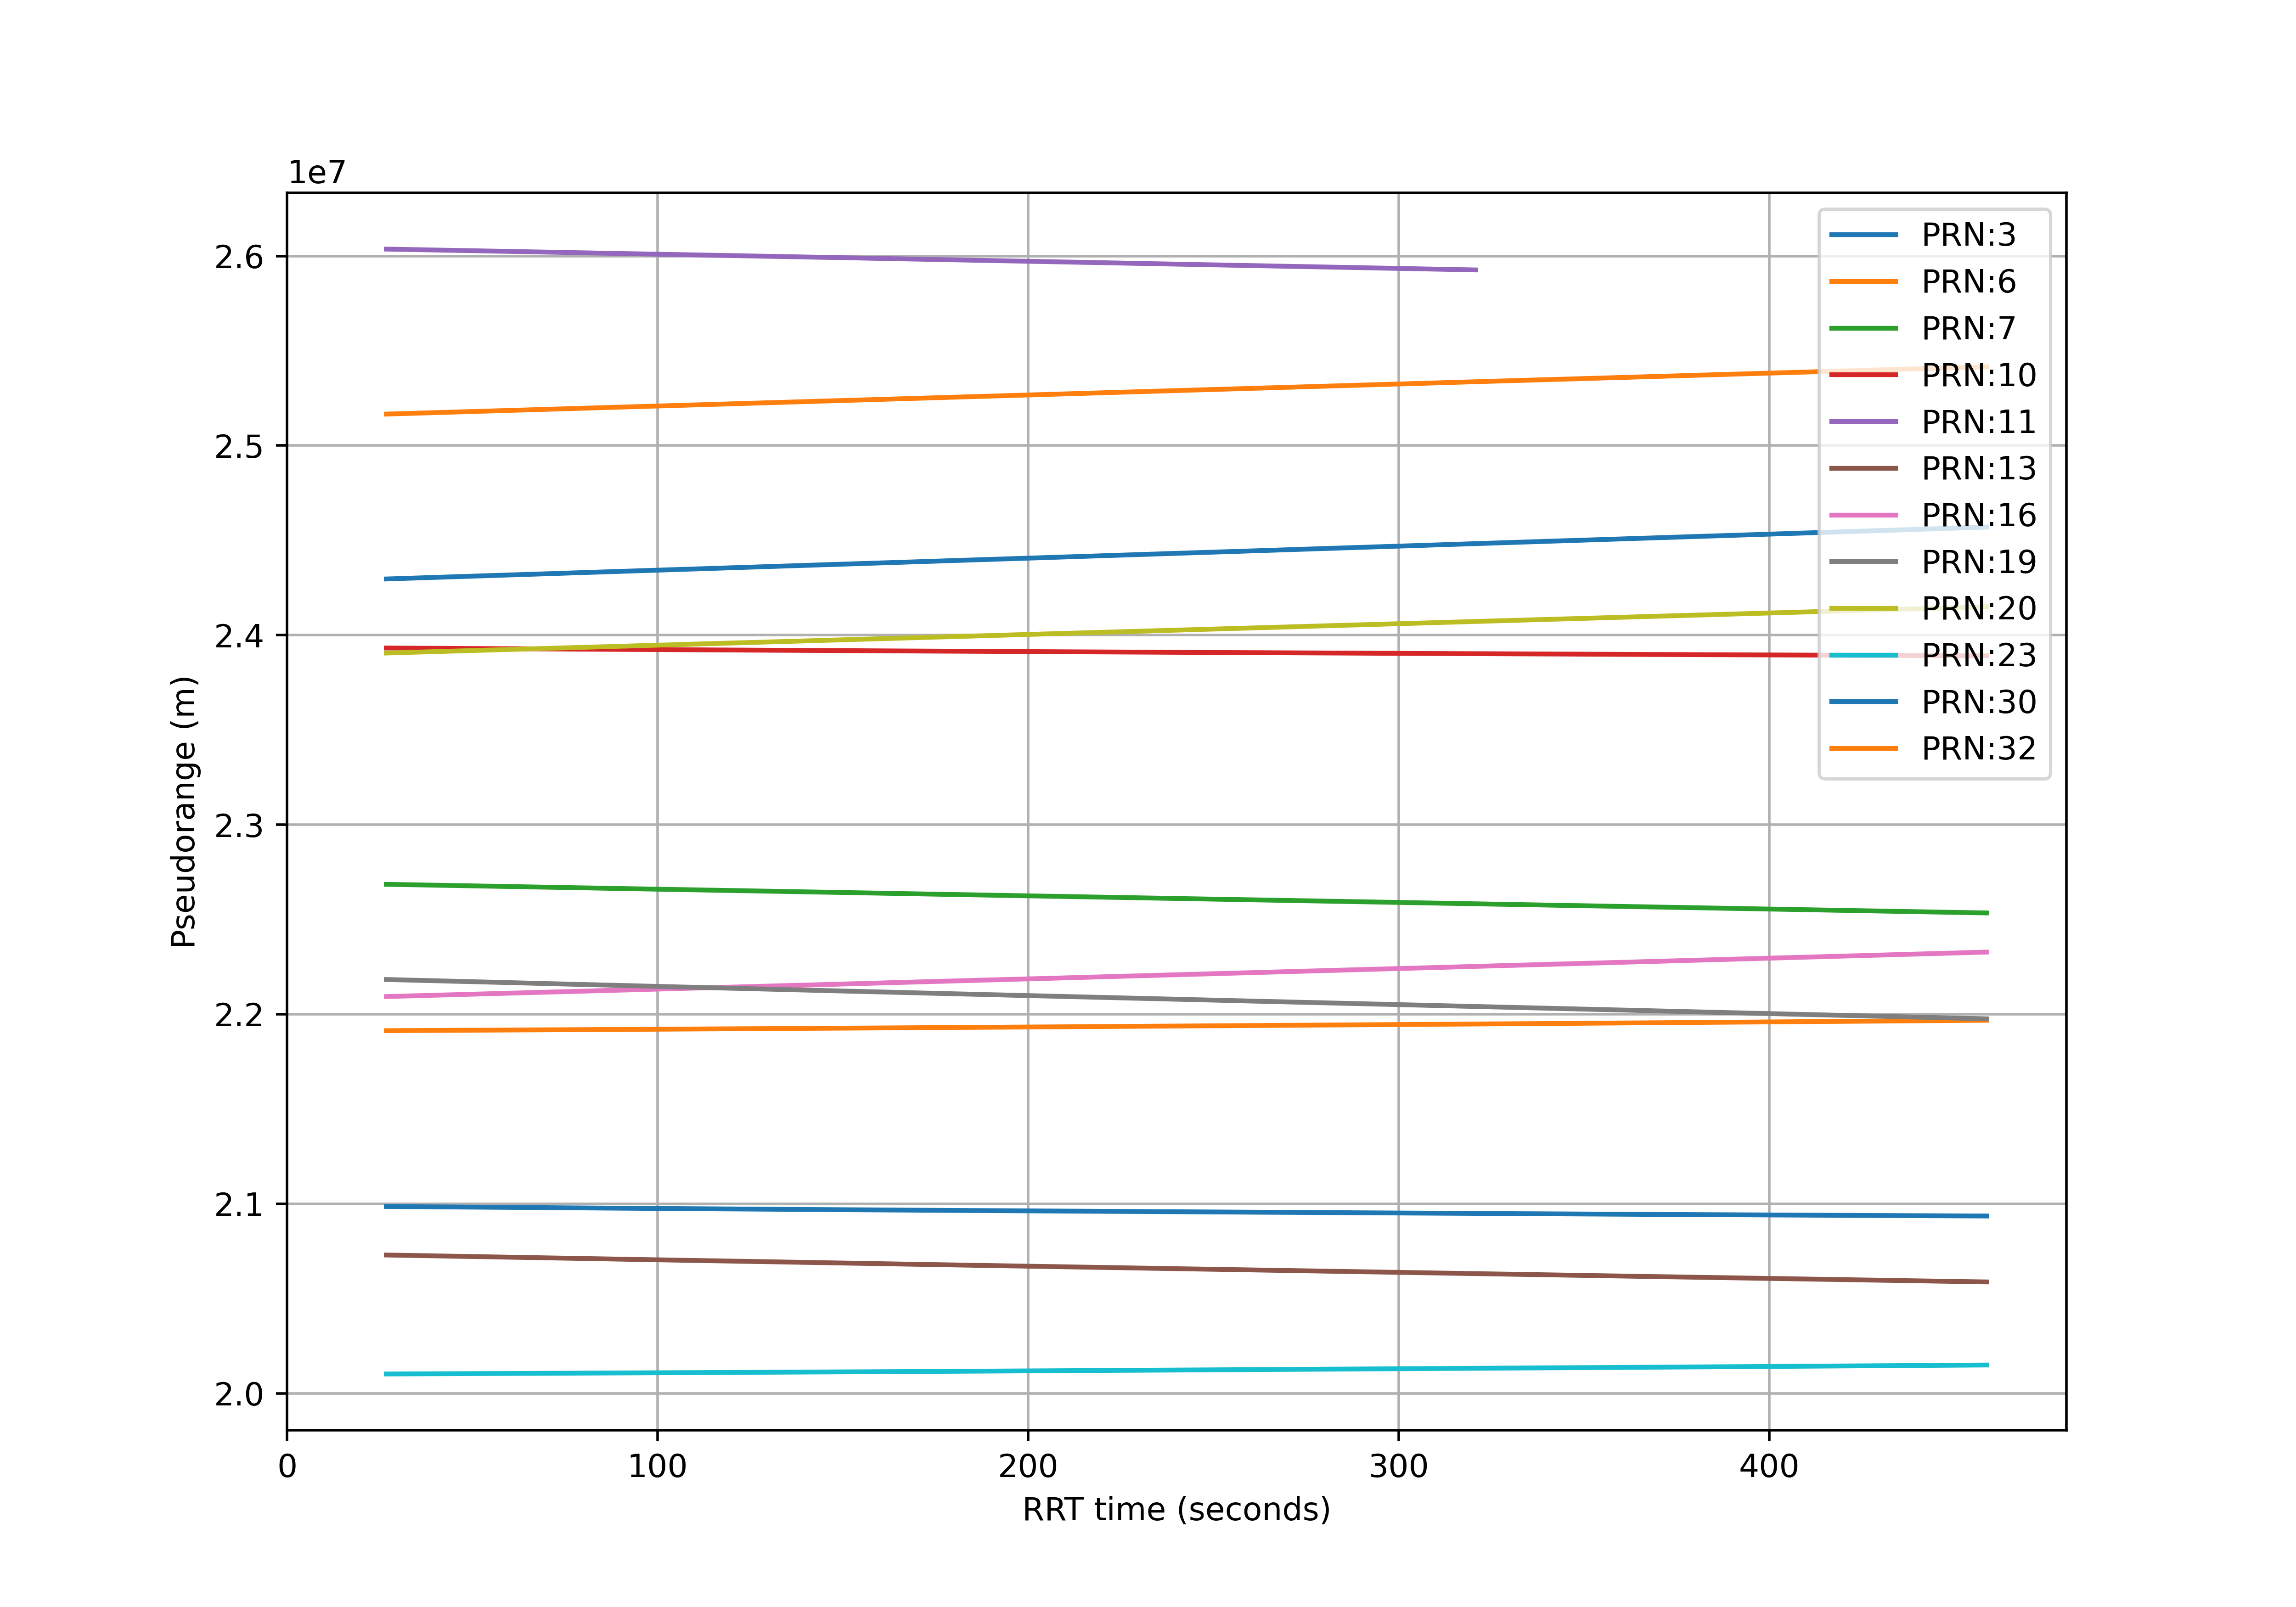 1e7
2.6
2.5
2.4
2.3
2.2
2.1
2.0
Pseudorange (m)
0 100 200 300 400
RRT time (seconds)
PRN:3
PRN:6
PRN:7
PRN:10
PRN:11
PRN:13
PRN:16
PRN:19
PRN:20
PRN:23
PRN:30
PRN:32